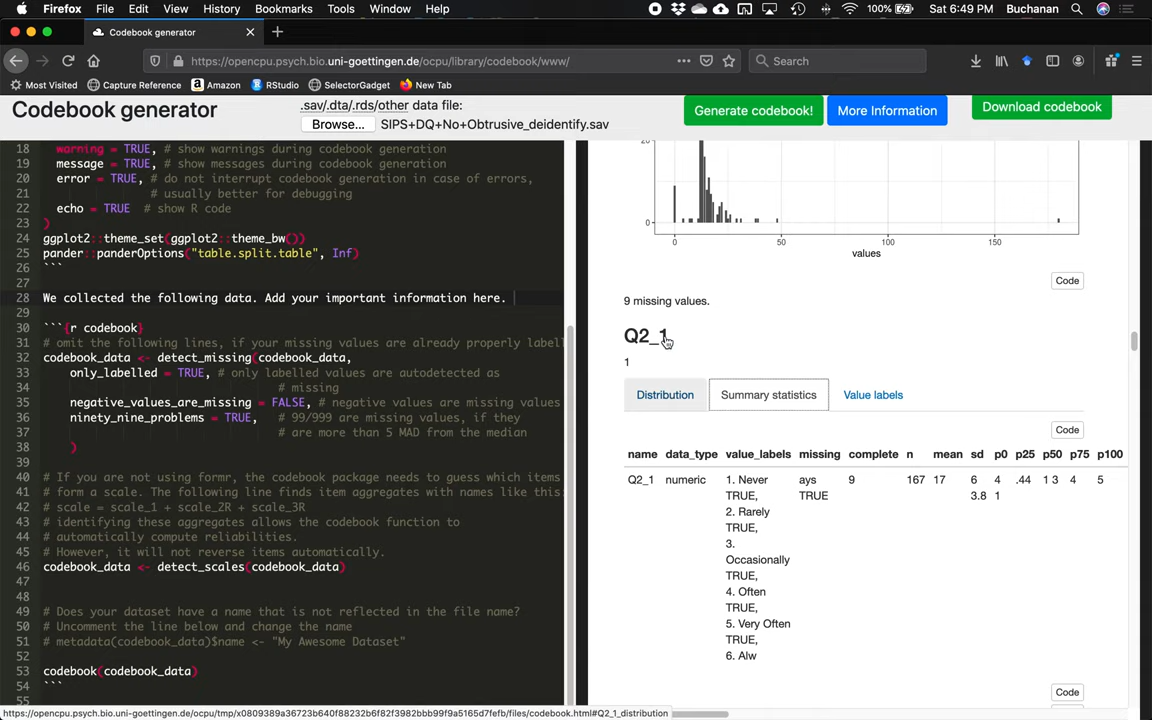 Firefox File Edit View History Bookmarks Tools Window Help 100% Sat 6:49 PM Buchanan
Codebook generator
https://opencpu.psych.bio.uni-goettingen.de/ocpu/library/codebook/www/ Search
Most Visited Capture Reference Amazon RStudio SelectorGadget New Tab
Codebook generator
.sav/.dta/.rds/other data file:
Browse... SIPS+DQ+No+Obtrusive_deidentify.sav
Generate codebook! More Information Download codebook
18 warning = TRUE, # show warnings during codebook generation
19 message = TRUE, # show messages during codebook generation
20 error = TRUE, # do not interrupt codebook generation in case of errors,
21 # usually better for debugging
22 echo = TRUE # show R code
23 )
24 ggplot2::theme_set(ggplot2::theme_bw())
25 pander::panderOptions("table.split.table", Inf)
26 ```
27
28 We collected the following data. Add your important information here.
29
30 ```{r codebook}
31 # omit the following lines, if your missing values are already properly labell
32 codebook_data <- detect_missing(codebook_data,
33 only_labelled = TRUE, # only labelled values are autodetected as
34 # missing
35 negative_values_are_missing = FALSE, # negative values are missing values
36 ninety_nine_problems = TRUE, # 99/999 are missing values, if they
37 # are more than 5 MAD from the median
38 )
39
40 # If you are not using formr, the codebook package needs to guess which items
41 # form a scale. The following line finds item aggregates with names like this:
42 # scale = scale_1 + scale_2R + scale_3R
43 # identifying these aggregates allows the codebook function to
44 # automatically compute reliabilities.
45 # However, it will not reverse items automatically.
46 codebook_data <- detect_scales(codebook_data)
47
48
49 # Does your dataset have a name that is not reflected in the file name?
50 # Uncomment the line below and change the name
51 # metadata(codebook_data)$name <- "My Awesome Dataset"
52
53 codebook(codebook_data)
54 ```
55
20
0
0 50 100 150
values
Code
9 missing values.
Q2_1
1
Distribution Summary statistics Value labels
Code
name data_type value_labels missing complete n mean sd p0 p25 p50 p75 p100
Q2_1 numeric 1. Never ays 9 167 17 6 4 .44 1 3 4 5
TRUE, TRUE 3.8 1
2. Rarely
TRUE,
3.
Occasionally
TRUE,
4. Often
TRUE,
5. Very Often
TRUE,
6. Alw
Code
https://opencpu.psych.bio.uni-goettingen.de/ocpu/tmp/x0809389a36723b640f88232b6f82f3982bbb99f9a5165d7fefb/files/codebook.html#Q2_1_distribution